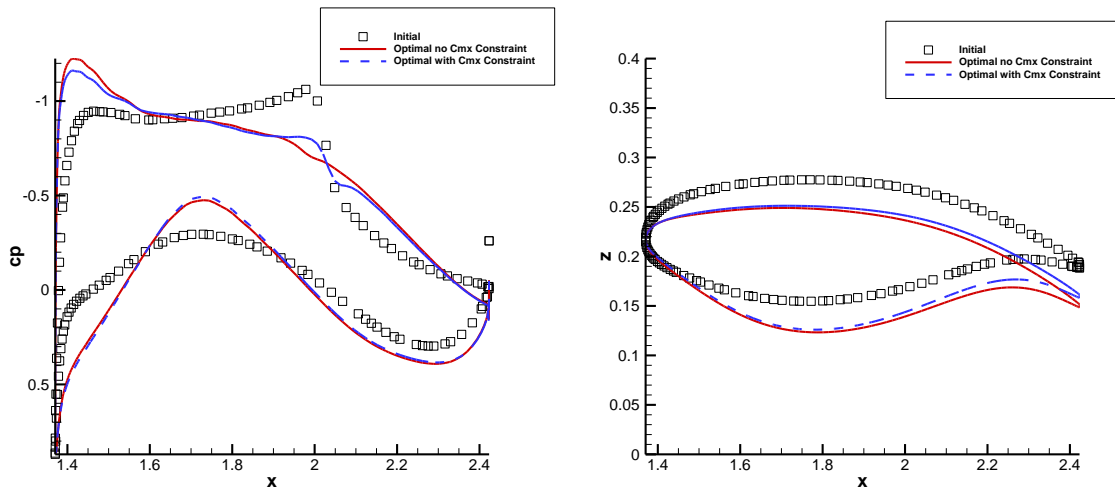 Initial
Optimal no Cmx Constraint
Optimal with Cmx Constraint
cp
-1
-0.5
0
0.5
1.4
1.6
1.8
2
2.2
2.4
x
Initial
Optimal no Cmx Constraint
Optimal with Cmx Constraint
z
0.4
0.35
0.3
0.25
0.2
0.15
0.1
0.05
0
1.4
1.6
1.8
2
2.2
2.4
x